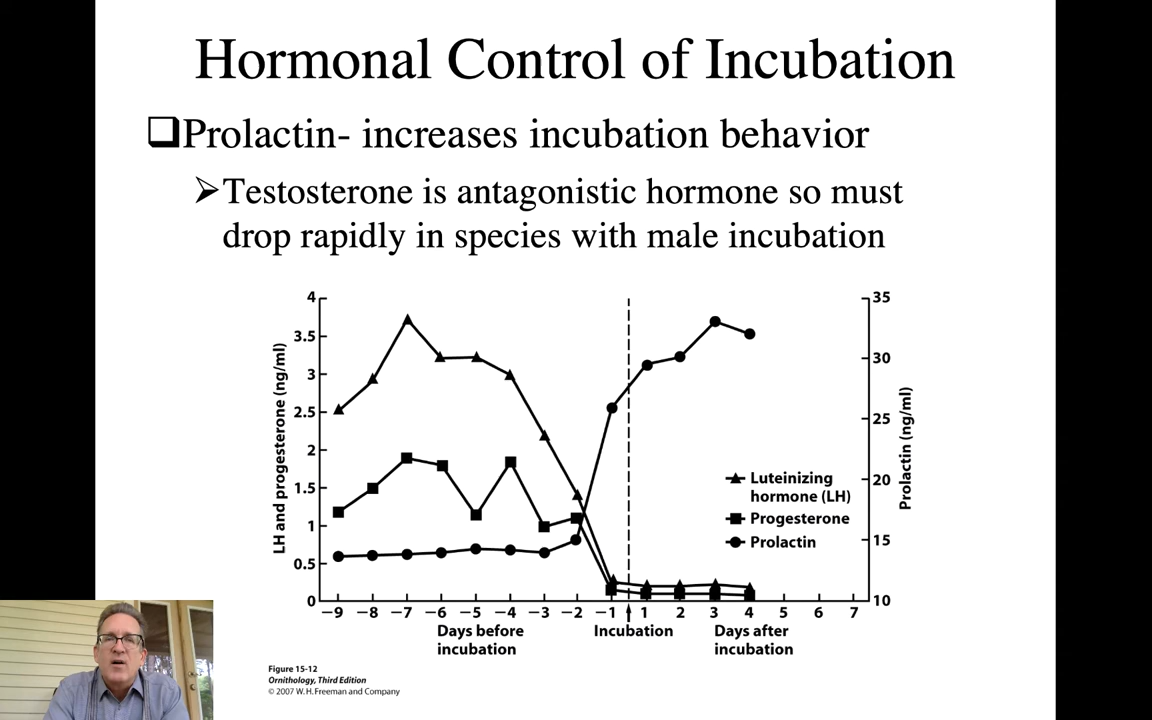 Hormonal Control of Incubation
❑Prolactin- increases incubation behavior
➢Testosterone is antagonistic hormone so must
drop rapidly in species with male incubation
LH and progesterone (ng/ml)
4
3.5
3
2.5
2
1.5
1
0.5
0
35
30
25
20
15
10
Prolactin (ng/ml)
Luteinizing
hormone (LH)
Progesterone
Prolactin
−9 −8 −7 −6 −5 −4 −3 −2 −1 1 2 3 4 5 6 7
Days before
incubation
Incubation
Days after
incubation
Figure 15-12
Ornithology, Third Edition
© 2007 W. H. Freeman and Company